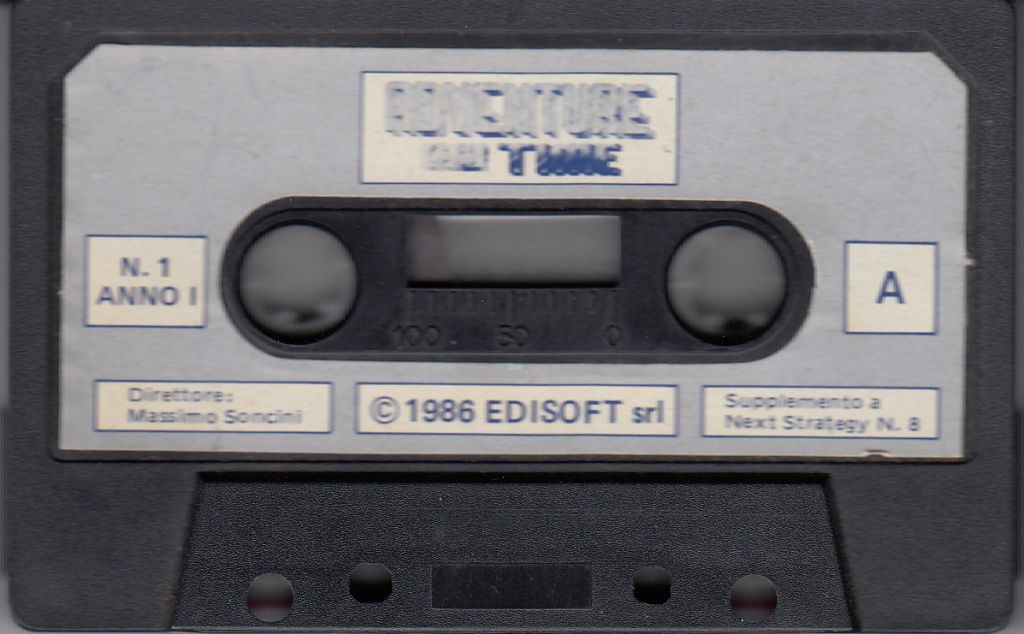 ADVENTURE
TIME
N. 1
ANNO I
A
100 50 0
Direttore:
Massimo Soncini
©1986 EDISOFT srl
Supplemento a
Next Strategy N. 8